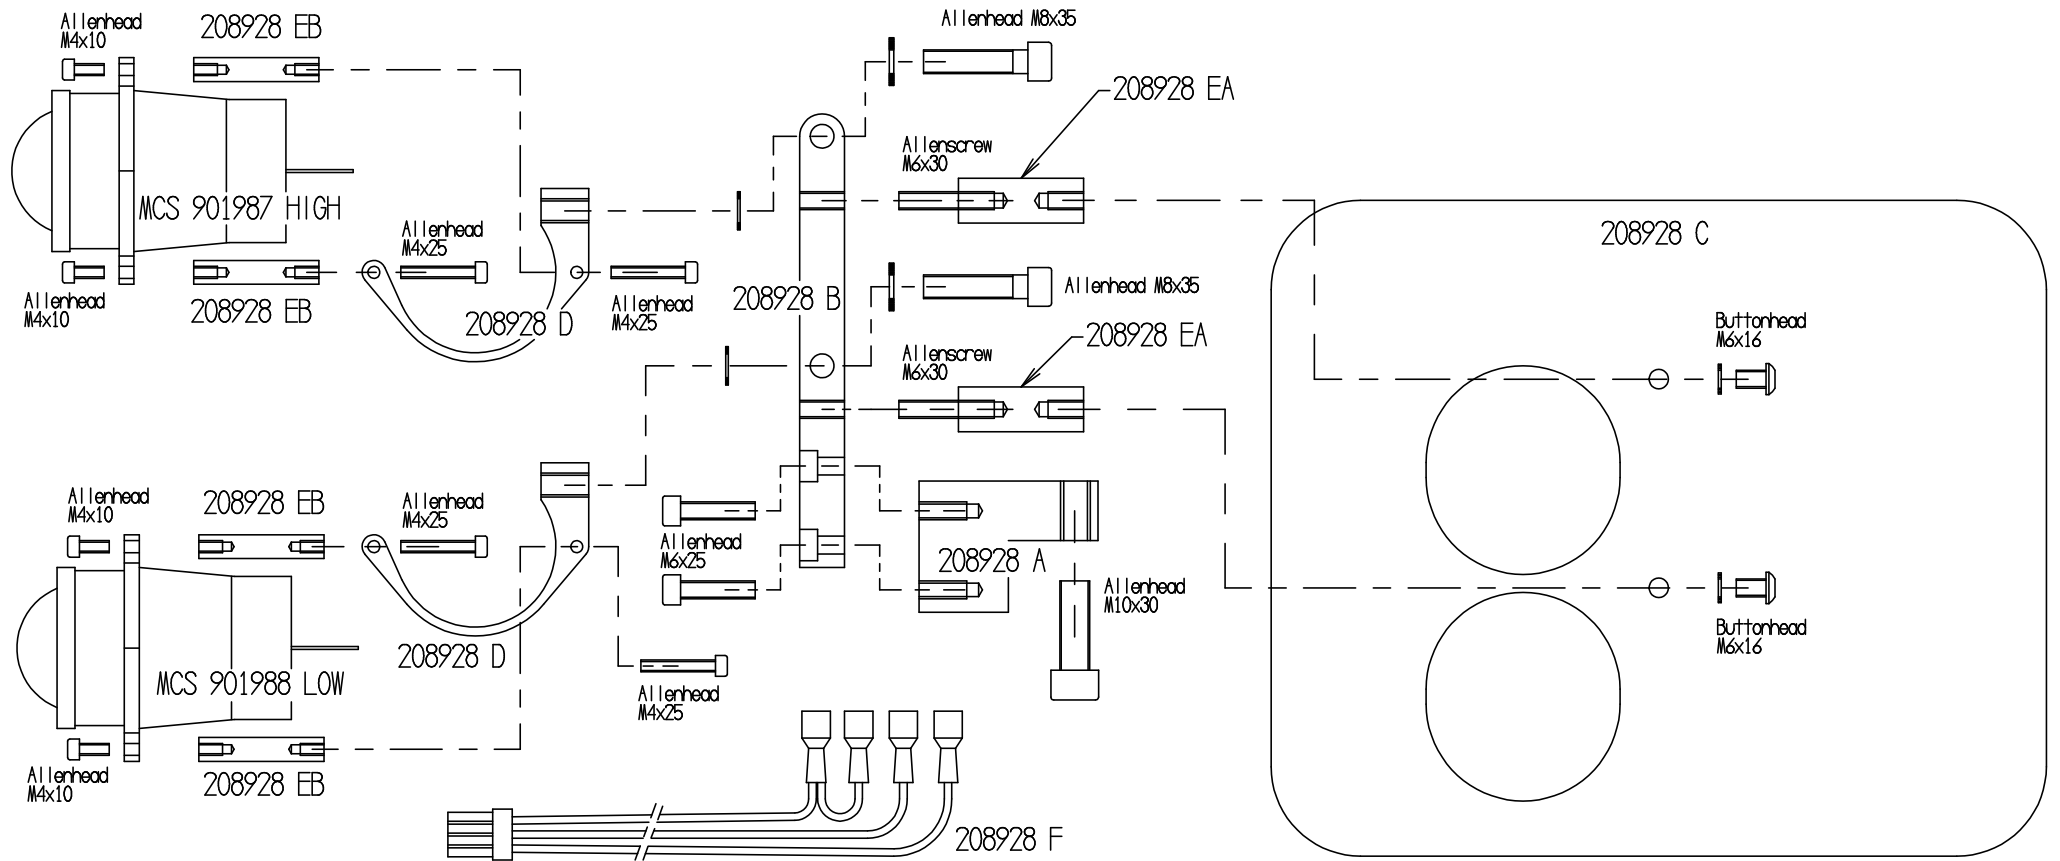 Allenhead
M4x10
208928 EB
Allenhead M8x35
208928 EA
Allenscrew
M6x30
MCS 901987 HIGH
Allenhead
M4x25
208928 C
Allenhead
M4x10
208928 EB
208928 D
Allenhead
M4x25
208928 B
Allenhead M8x35
208928 EA
Allenscrew
M6x30
Buttonhead
M6x16
Allenhead
M4x10
208928 EB
Allenhead
M4x25
Allenhead
M6x25
208928 A
Allenhead
M10x30
208928 D
MCS 901988 LOW
Allenhead
M4x25
Buttonhead
M6x16
Allenhead
M4x10
208928 EB
208928 F